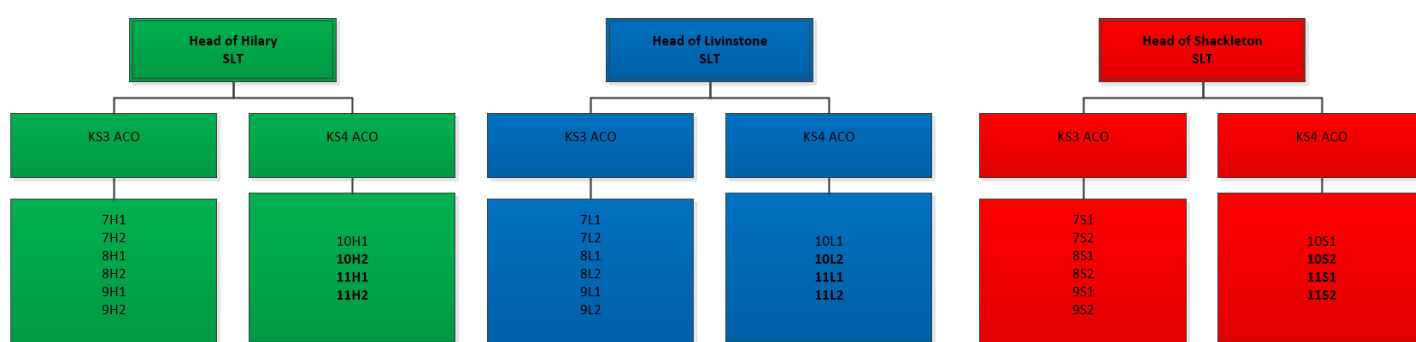 Head of Hilary
SLT
KS3 ACO
KS4 ACO
7H1
7H2
8H1
8H2
9H1
9H2
10H1
10H2
11H1
11H2
Head of Livinstone
SLT
KS3 ACO
KS4 ACO
7L1
7L2
8L1
8L2
9L1
9L2
10L1
10L2
11L1
11L2
Head of Shackleton
SLT
KS3 ACO
KS4 ACO
7S1
7S2
8S1
8S2
9S1
9S2
10S1
10S2
11S1
11S2